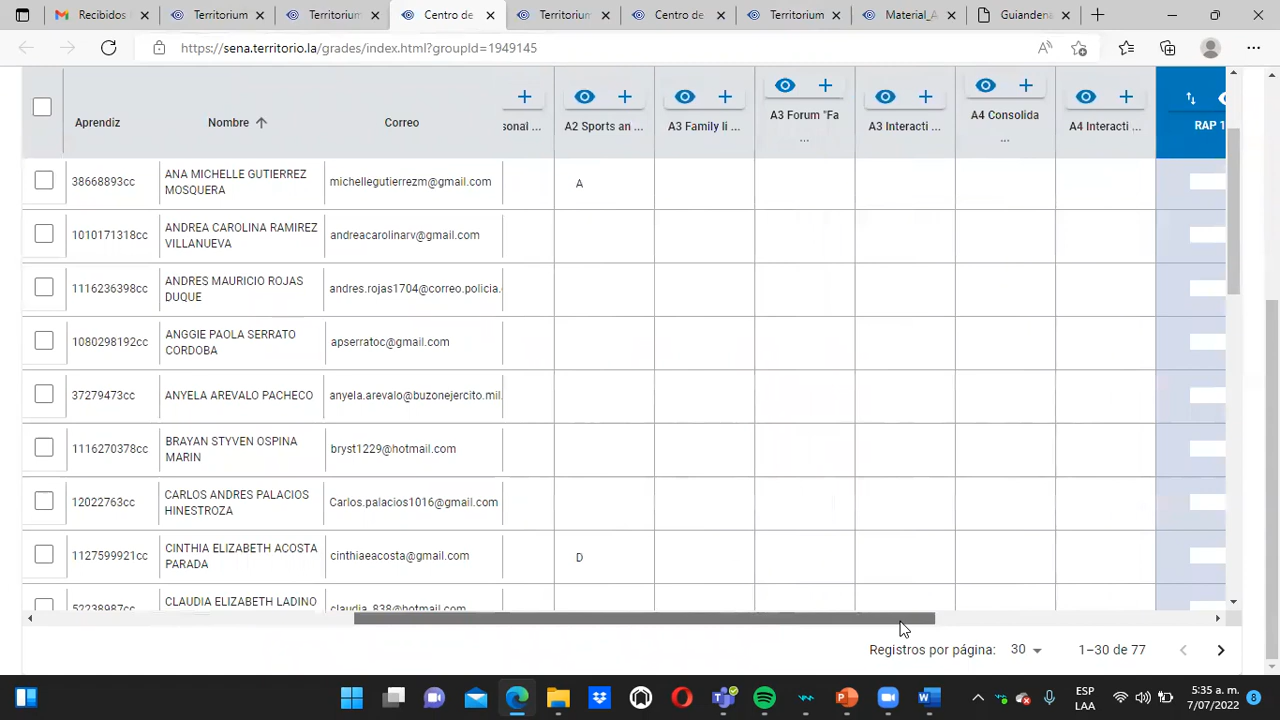 Recibidos
Territorium
Territorium
Centro de
Territorium
Centro de
Territorium
Material_A
Guiandena
https://sena.territorio.la/grades/index.html?groupId=1949145
Aprendiz
Nombre
Correo
sonal ...
A2 Sports an ...
A3 Family li ...
A3 Forum "Fa
...
A3 Interacti ...
A4 Consolida
...
A4 Interacti ...
RAP 1
38668893cc
ANA MICHELLE GUTIERREZ
MOSQUERA
michellegutierrezm@gmail.com
A
1010171318cc
ANDREA CAROLINA RAMIREZ
VILLANUEVA
andreacarolinarv@gmail.com
1116236398cc
ANDRES MAURICIO ROJAS
DUQUE
andres.rojas1704@correo.policia.
1080298192cc
ANGGIE PAOLA SERRATO
CORDOBA
apserratoc@gmail.com
37279473cc
ANYELA AREVALO PACHECO
anyela.arevalo@buzonejercito.mil.
1116270378cc
BRAYAN STYVEN OSPINA
MARIN
bryst1229@hotmail.com
12022763cc
CARLOS ANDRES PALACIOS
HINESTROZA
Carlos.palacios1016@gmail.com
1127599921cc
CINTHIA ELIZABETH ACOSTA
PARADA
cinthiaeacosta@gmail.com
D
52238987cc
CLAUDIA ELIZABETH LADINO
claudia_838@hotmail.com
Registros por página: 30 1–30 de 77
ESP
LAA
5:35 a. m.
7/07/2022
8